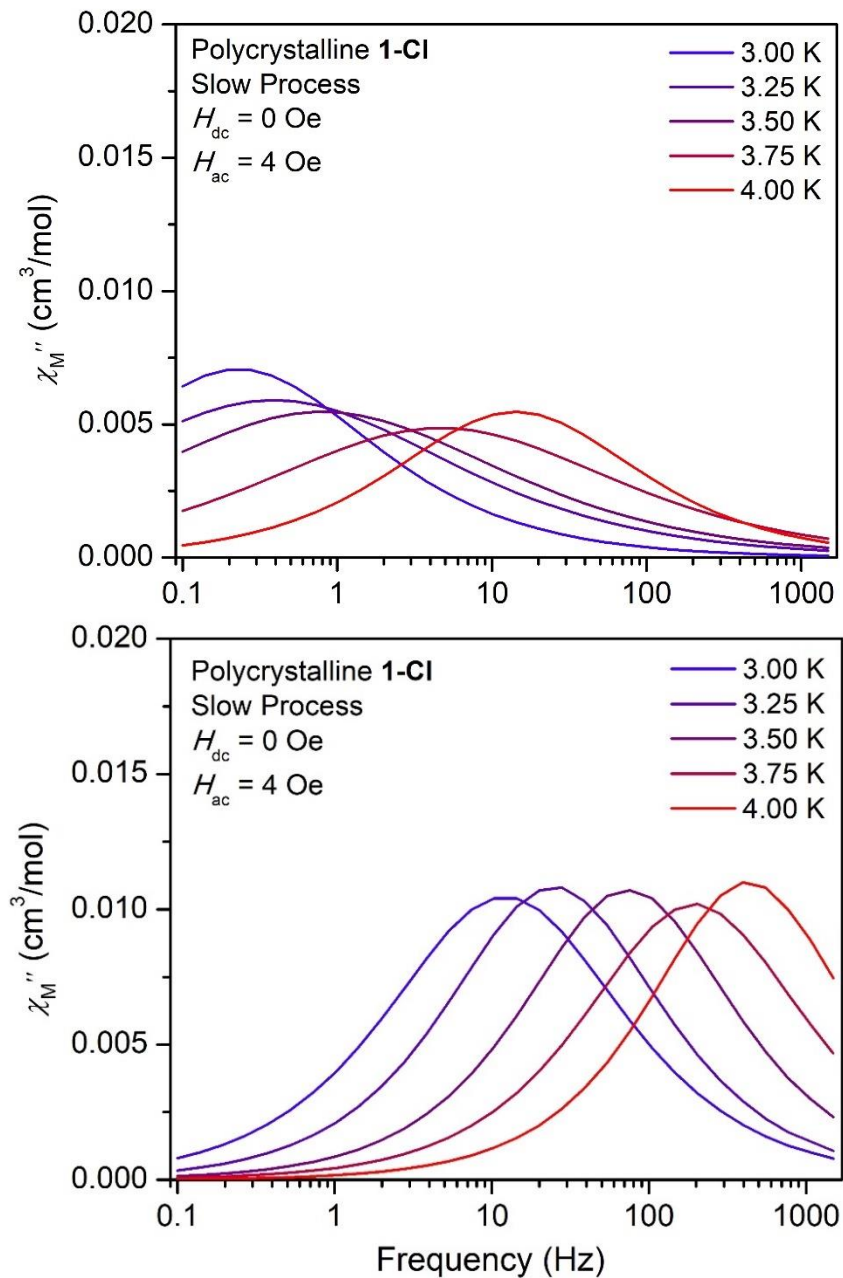 0.020
0.015
0.010
0.005
0.000
χM″ (cm³/mol)
Polycrystalline 1-Cl
Slow Process
Hdc = 0 Oe
Hac = 4 Oe
3.00 K
3.25 K
3.50 K
3.75 K
4.00 K
0.1 1 10 100 1000
0.020
0.015
0.010
0.005
0.000
χM″ (cm³/mol)
Polycrystalline 1-Cl
Slow Process
Hdc = 0 Oe
Hac = 4 Oe
3.00 K
3.25 K
3.50 K
3.75 K
4.00 K
0.1 1 10 100 1000
Frequency (Hz)